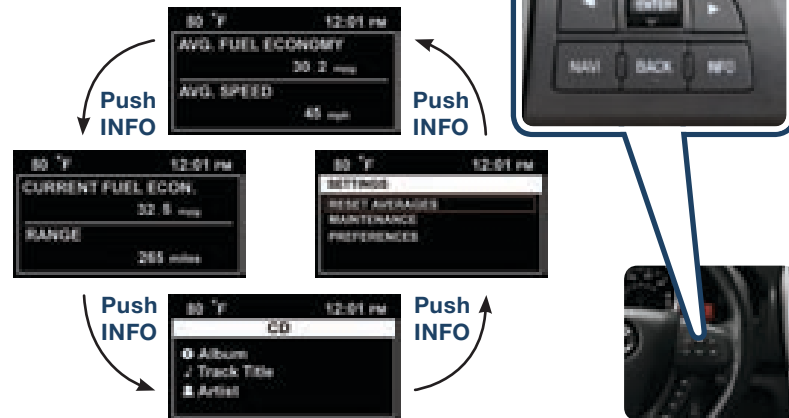 80 °F 12:01 PM
AVG. FUEL ECONOMY
30.2 mpg
AVG. SPEED
45 mph
ENTER
NAVI BACK INFO
Push
INFO
Push
INFO
80 °F 12:01 PM
CURRENT FUEL ECON.
32.5 mpg
RANGE
265 miles
80 °F 12:01 PM
SETTINGS
RESET AVERAGES
MAINTENANCE
PREFERENCES
Push
INFO
Push
INFO
80 °F 12:01 PM
CD
Album
Track Title
Artist